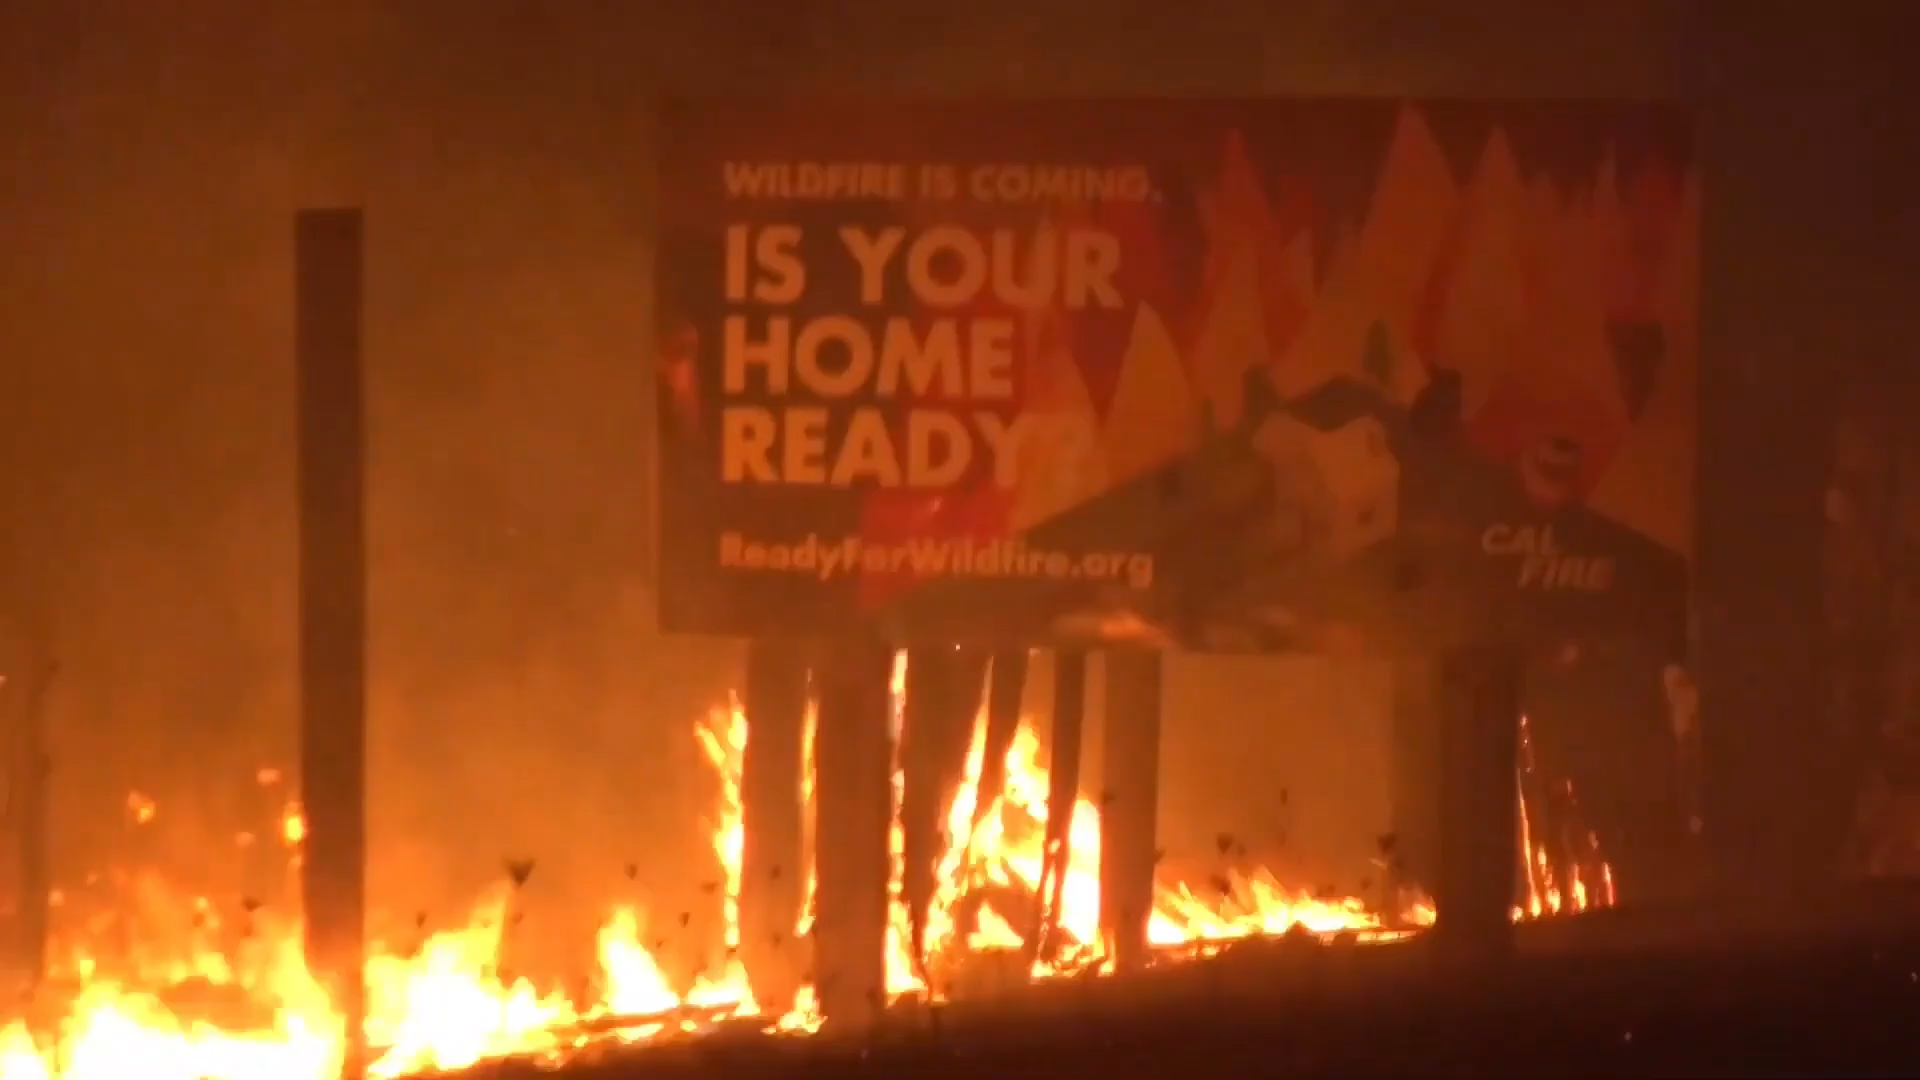 WILDFIRE IS COMING.
IS YOUR
HOME
READY?
ReadyForWildfire.org
CAL
FIRE